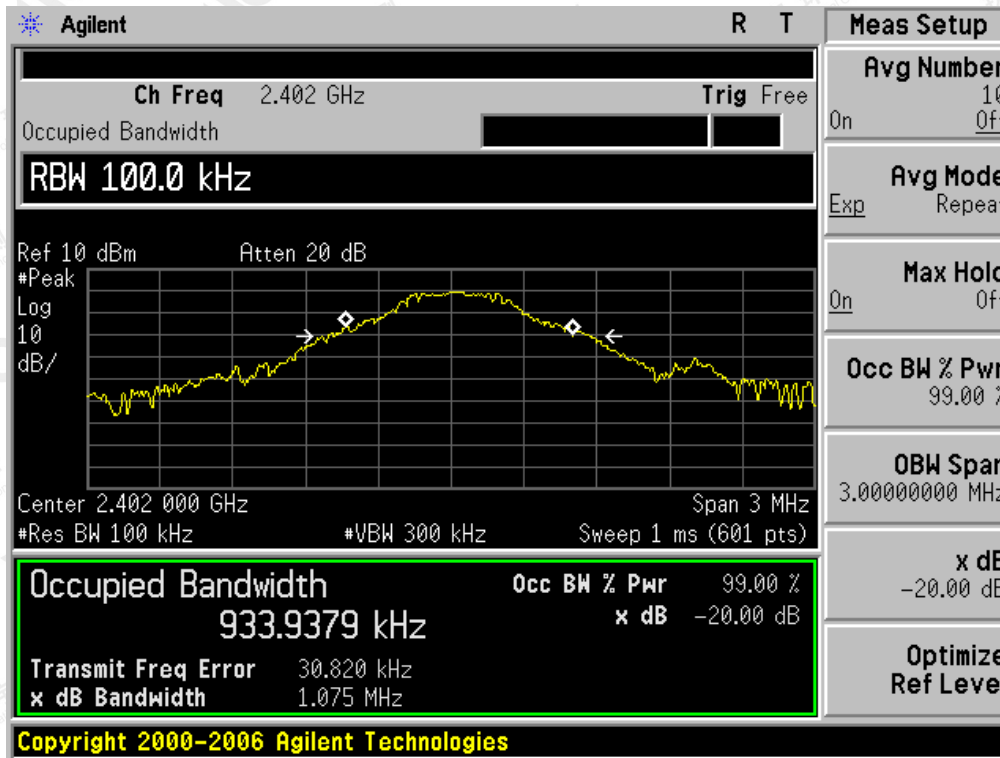 Agilent R T
Ch Freq 2.402 GHz Trig Free
Occupied Bandwidth
RBW 100.0 kHz
Ref 10 dBm Atten 20 dB
#Peak
Log
10
dB/
Center 2.402 000 GHz Span 3 MHz
#Res BW 100 kHz #VBW 300 kHz Sweep 1 ms (601 pts)
Occupied Bandwidth Occ BW % Pwr 99.00 %
933.9379 kHz x dB -20.00 dB
Transmit Freq Error 30.820 kHz
x dB Bandwidth 1.075 MHz
Copyright 2000-2006 Agilent Technologies
Meas Setup
Avg Number
10
On Off
Avg Mode
Exp Repeat
Max Hold
On Off
Occ BW % Pwr
99.00 %
OBW Span
3.00000000 MHz
x dB
-20.00 dB
Optimize
Ref Level